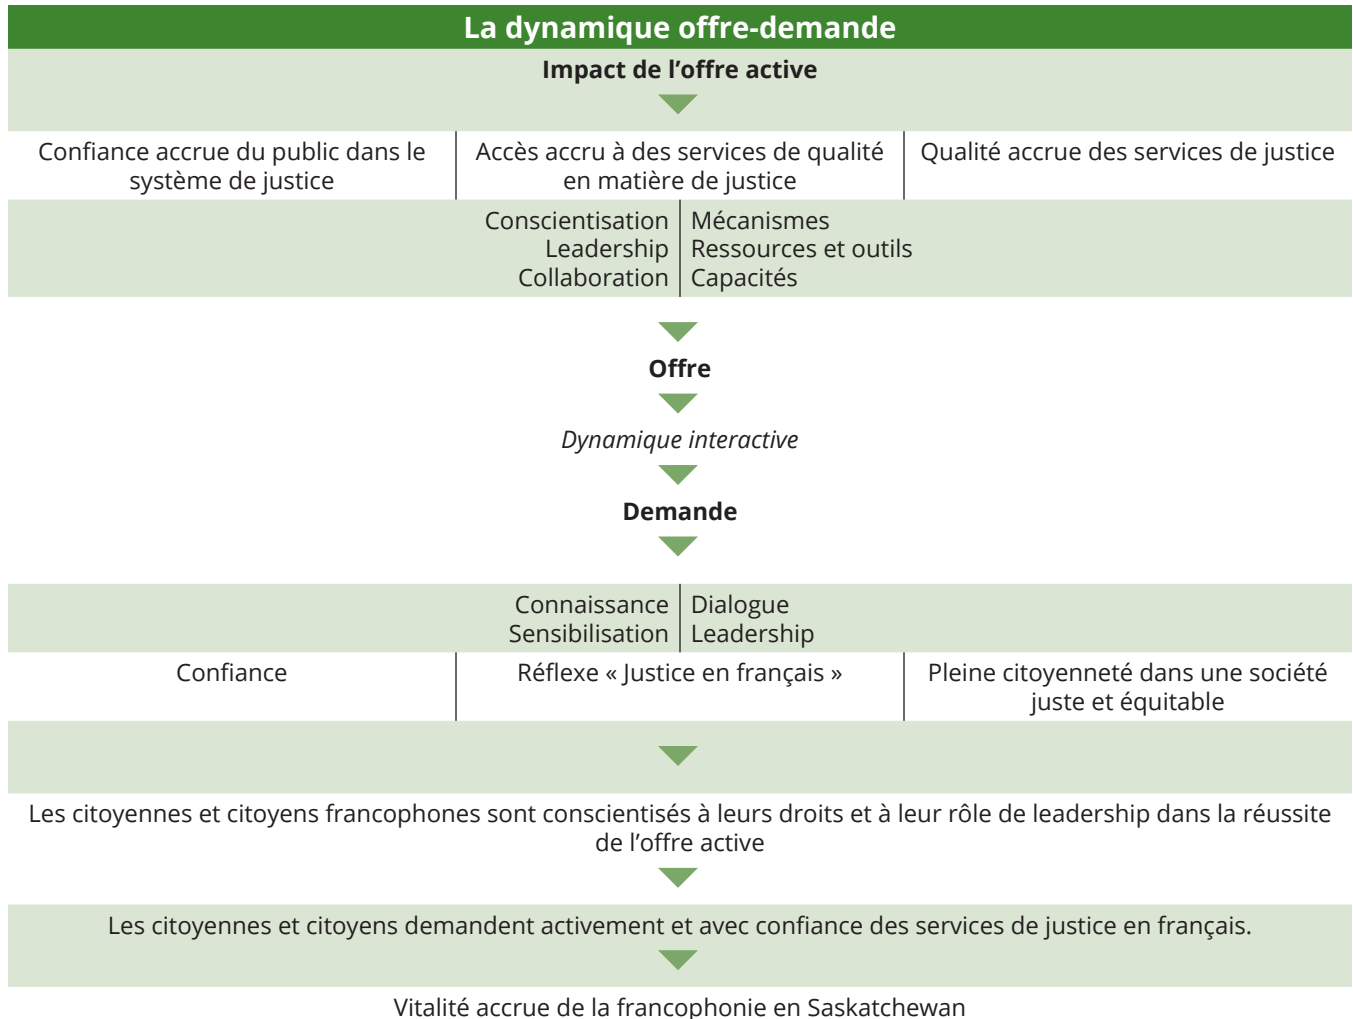 La dynamique offre-demande
Impact de l’offre active
Confiance accrue du public dans le
système de justice
Accès accru à des services de qualité
en matière de justice
Qualité accrue des services de justice
Conscientisation
Leadership
Collaboration
Mécanismes
Ressources et outils
Capacités
Offre
Dynamique interactive
Demande
Connaissance
Sensibilisation
Dialogue
Leadership
Confiance
Réflexe « Justice en français »
Pleine citoyenneté dans une société
juste et équitable
Les citoyennes et citoyens francophones sont conscientisés à leurs droits et à leur rôle de leadership dans la réussite
de l’offre active
Les citoyennes et citoyens demandent activement et avec confiance des services de justice en français.
Vitalité accrue de la francophonie en Saskatchewan